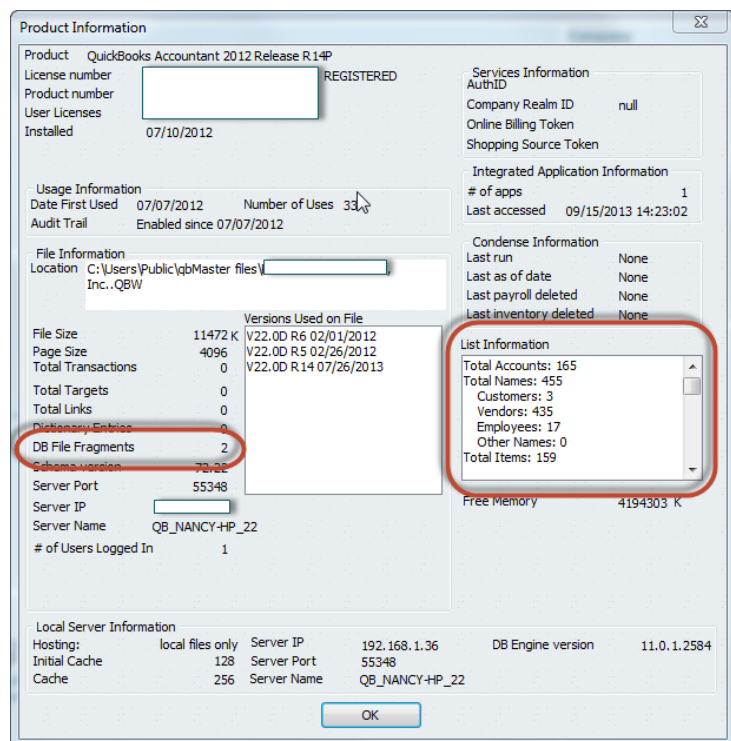 Product Information
Product QuickBooks Accountant 2012 Release R14P
License number REGISTERED
Product number
User Licenses
Installed 07/10/2012
Services Information
AuthID
Company Realm ID null
Online Billing Token
Shopping Source Token
Usage Information
Date First Used 07/07/2012 Number of Uses 33
Audit Trail Enabled since 07/07/2012
Integrated Application Information
# of apps 1
Last accessed 09/15/2013 14:23:02
File Information
Location C:\Users\Public\qbMaster files\
Inc..QBW
Condense Information
Last run None
Last as of date None
Last payroll deleted None
Last inventory deleted None
File Size 11472 K
Page Size 4096
Total Transactions 0
Total Targets 0
Total Links 0
Dictionary Entries 0
DB File Fragments 2
Schema version 72.22
Server Port 55348
Server IP
Server Name QB_NANCY-HP_22
# of Users Logged In 1
Versions Used on File
V22.0D R6 02/01/2012
V22.0D R5 02/26/2012
V22.0D R14 07/26/2013
List Information
Total Accounts: 165
Total Names: 455
Customers: 3
Vendors: 435
Employees: 17
Other Names: 0
Total Items: 159
Free Memory 4194303 K
Local Server Information
Hosting: local files only Server IP 192.168.1.36 DB Engine version 11.0.1.2584
Initial Cache 128 Server Port 55348
Cache 256 Server Name QB_NANCY-HP_22
OK